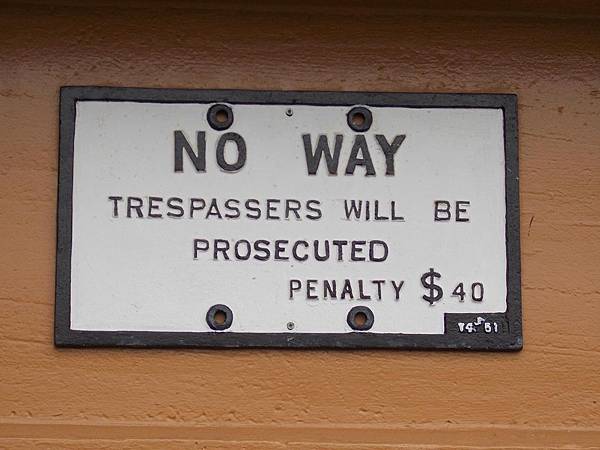 NO WAY
TRESPASSERS WILL BE
PROSECUTED
PENALTY $40